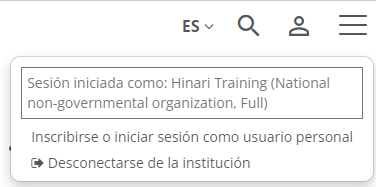 ES
Sesión iniciada como: Hinari Training (National
non-governmental organization, Full)
Inscribirse o iniciar sesión como usuario personal
Desconectarse de la institución